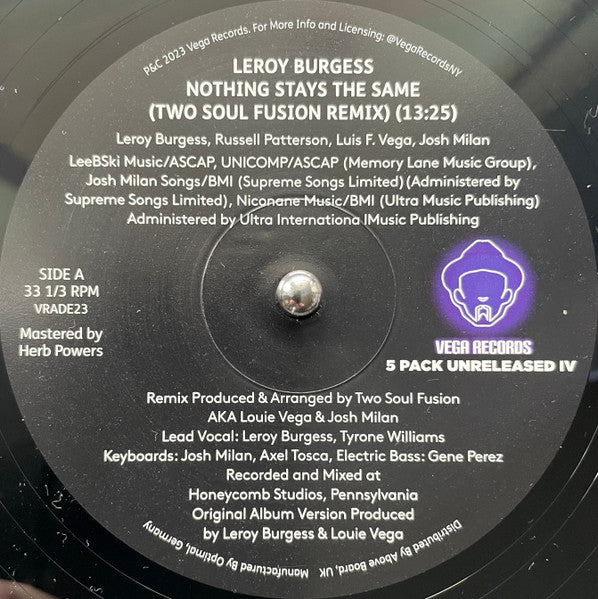 P&C 2023 Vega Records. For More Info and Licensing: @VegaRecordsNY
LEROY BURGESS
NOTHING STAYS THE SAME
(TWO SOUL FUSION REMIX) (13:25)
Leroy Burgess, Russell Patterson, Luis F. Vega, Josh Milan
LeeBSki Music/ASCAP, UNICOMP/ASCAP (Memory Lane Music Group),
Josh Milan Songs/BMI (Supreme Songs Limited)(Administered by
Supreme Songs Limited), Niconane Music/BMI (Ultra Music Publishing)
Administered by Ultra Internationa lMusic Publishing
SIDE A
33 1/3 RPM
VRADE23
Mastered by
Herb Powers
VEGA RECORDS
5 PACK UNRELEASED IV
Remix Produced & Arranged by Two Soul Fusion
AKA Louie Vega & Josh Milan
Lead Vocal: Leroy Burgess, Tyrone Williams
Keyboards: Josh Milan, Axel Tosca, Electric Bass: Gene Perez
Recorded and Mixed at
Honeycomb Studios, Pennsylvania
Original Album Version Produced
by Leroy Burgess & Louie Vega
Distributed By Above Board, UK
Manufactured By Optimal, Germany